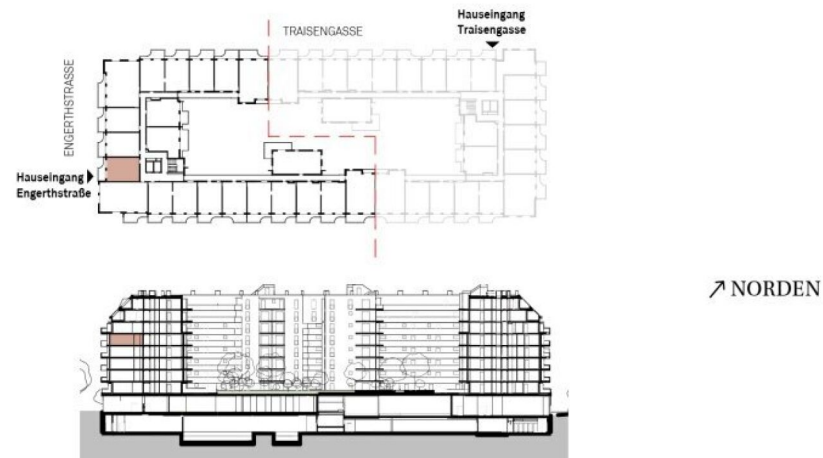 Hauseingang
Traisengasse
TRAISENGASSE
ENGERTHSTRASSE
Hauseingang
Engerthstraße
↗ NORDEN